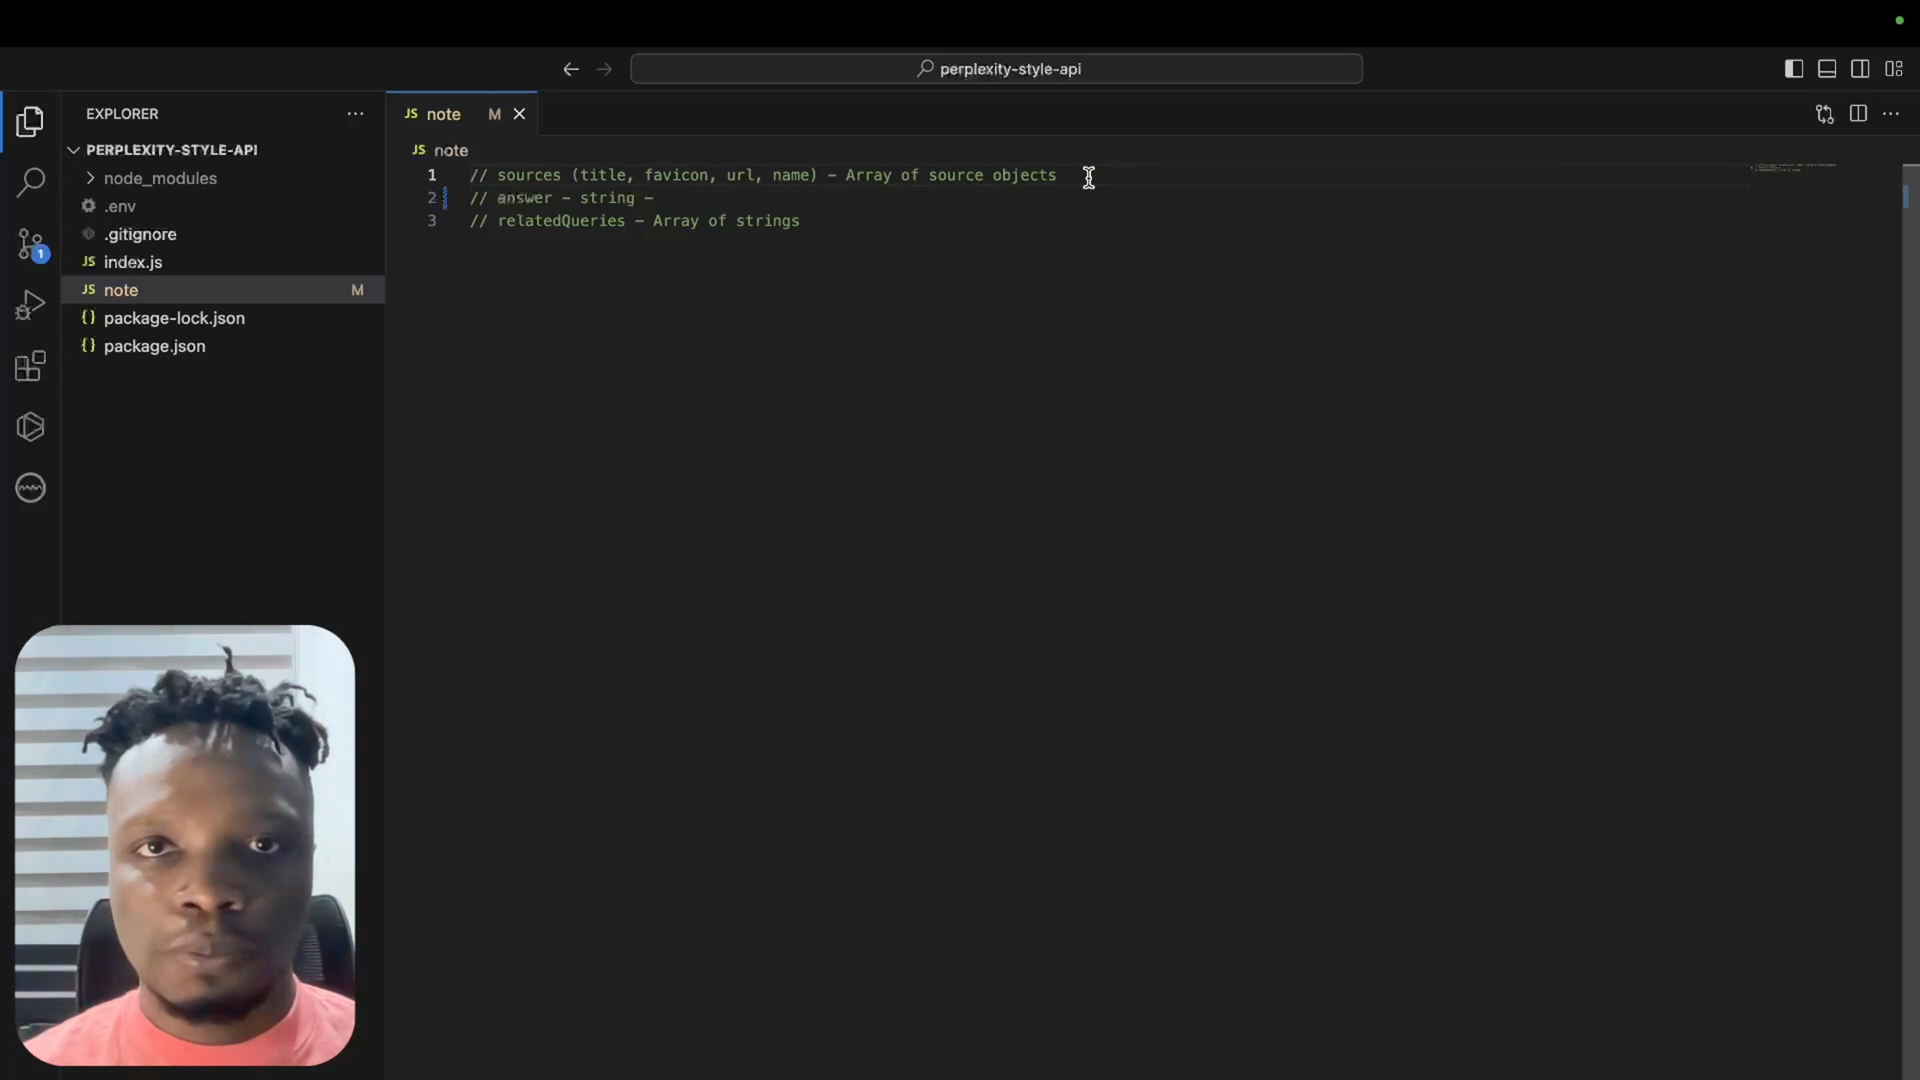 perplexity-style-api
EXPLORER
JS note M
PERPLEXITY-STYLE-API
JS note
node_modules
.env
.gitignore
JS index.js
JS note M
{} package-lock.json
{} package.json
1
1 // sources (title, favicon, url, name) - Array of source objects
2 // answer - string -
3 // relatedQueries - Array of strings